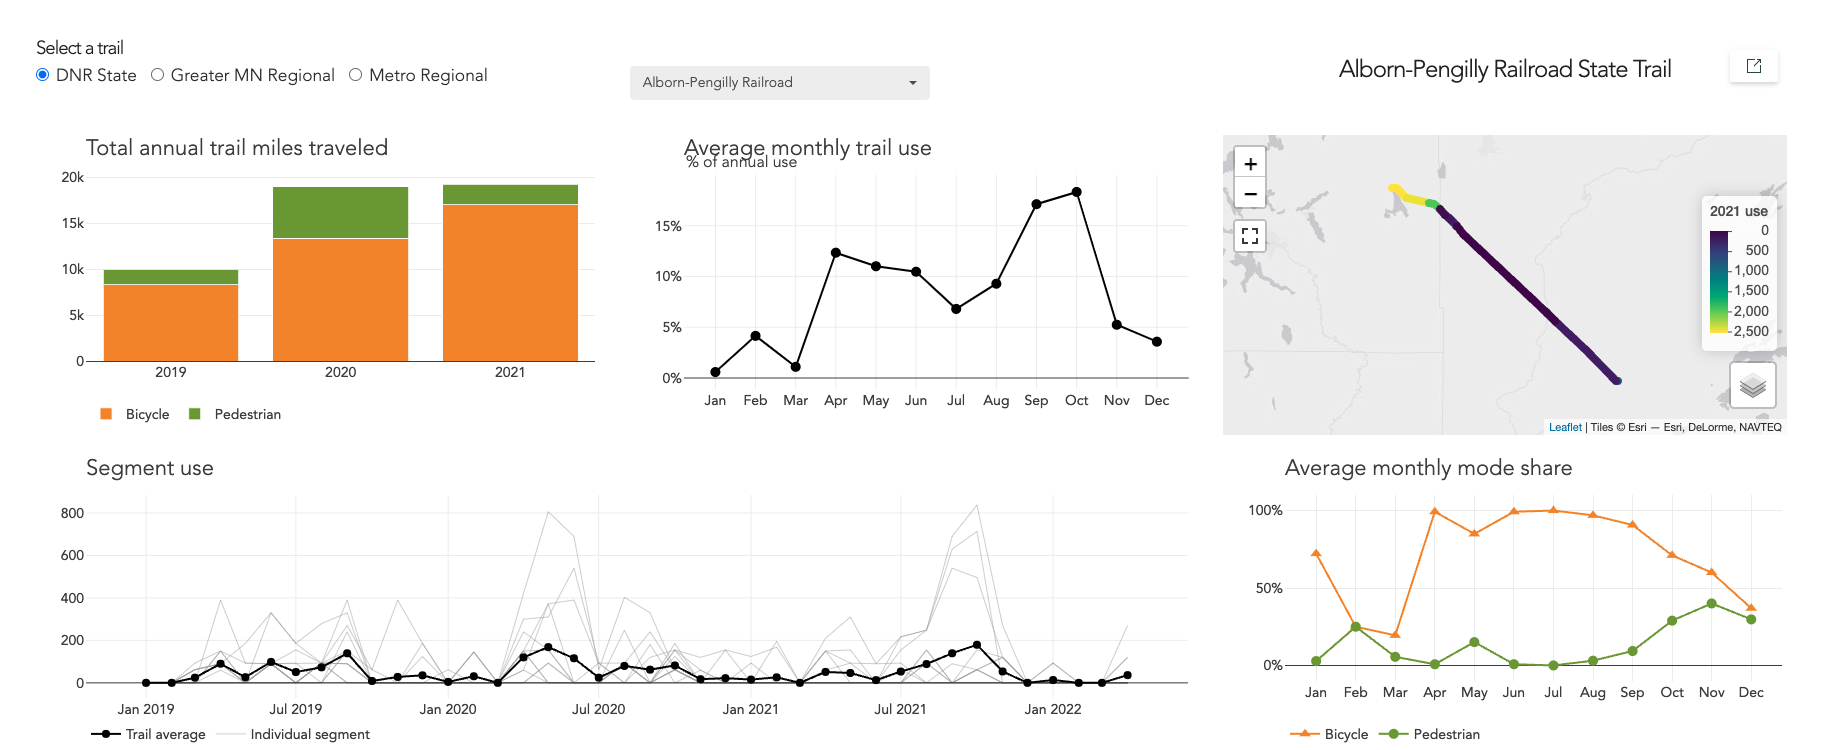 Select a trail
DNR State
Greater MN Regional
Metro Regional
Alborn-Pengilly Railroad
Alborn-Pengilly Railroad State Trail
Total annual trail miles traveled
20k
15k
10k
5k
0
2019 2020 2021
Bicycle Pedestrian
Average monthly trail use
% of annual use
15%
10%
5%
0%
Jan Feb Mar Apr May Jun Jul Aug Sep Oct Nov Dec
+
−
2021 use
0
500
1,000
1,500
2,000
2,500
Leaflet | Tiles © Esri — Esri, DeLorme, NAVTEQ
Segment use
800
600
400
200
0
Jan 2019 Jul 2019 Jan 2020 Jul 2020 Jan 2021 Jul 2021 Jan 2022
Trail average Individual segment
Average monthly mode share
100%
50%
0%
Jan Feb Mar Apr May Jun Jul Aug Sep Oct Nov Dec
Bicycle Pedestrian